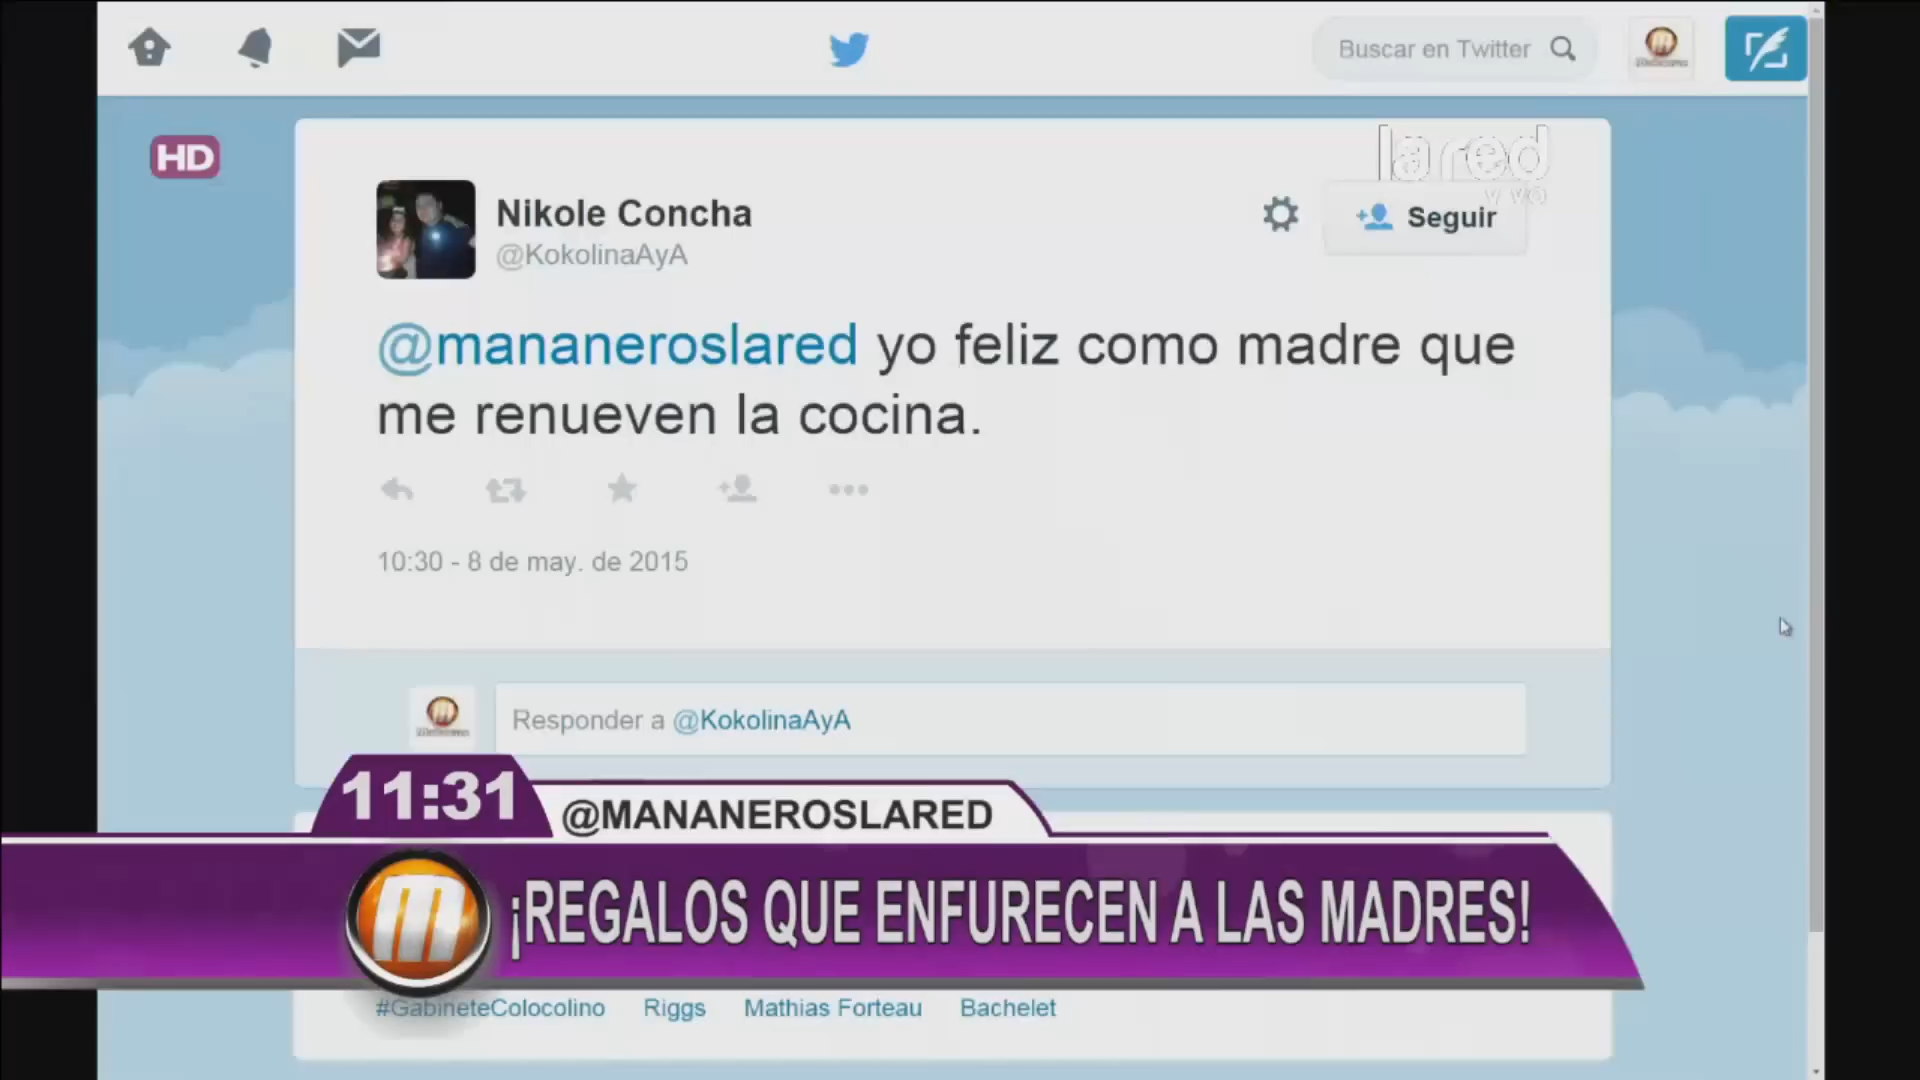 Buscar en Twitter
HD
lared
vivo
Nikole Concha
@KokolinaAyA
Seguir
@mananeroslared yo feliz como madre que
me renueven la cocina.
10:30 - 8 de may. de 2015
Responder a @KokolinaAyA
11:31
@MANANEROSLARED
¡REGALOS QUE ENFURECEN A LAS MADRES!
#GabineteColocolino Riggs Mathias Forteau Bachelet